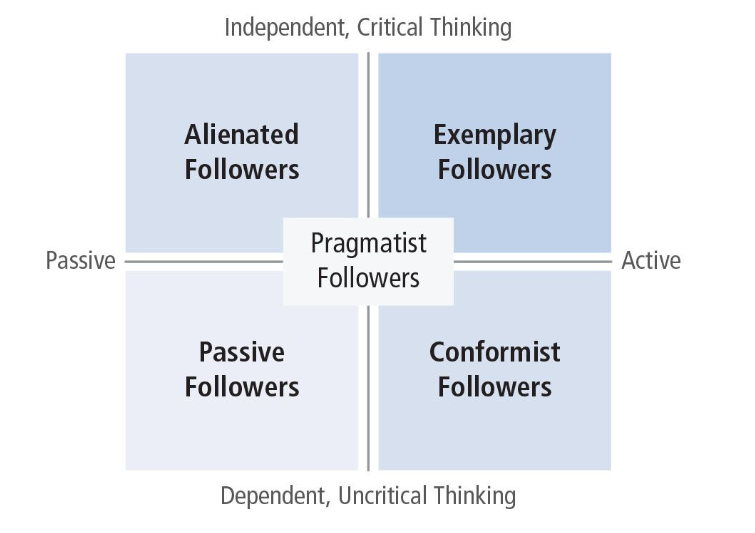 Independent, Critical Thinking
Alienated
Followers
Exemplary
Followers
Pragmatist
Followers
Passive
Active
Passive
Followers
Conformist
Followers
Dependent, Uncritical Thinking